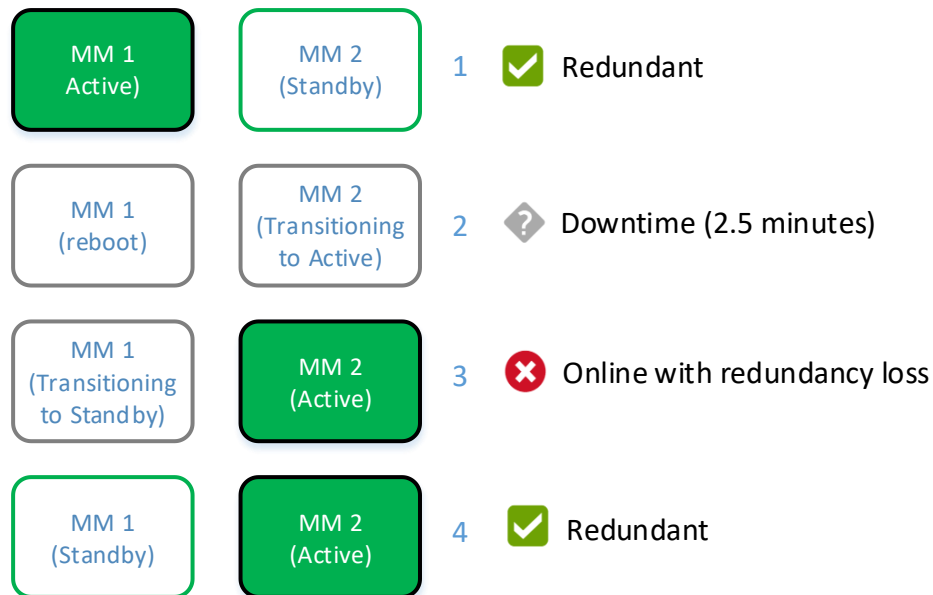 MM 1
Active)
MM 2
(Standby)
1
Redundant
MM 1
(reboot)
MM 2
(Transitioning
to Active)
2
?
Downtime (2.5 minutes)
MM 1
(Transitioning
to Standby)
MM 2
(Active)
3
Online with redundancy loss
MM 1
(Standby)
MM 2
(Active)
4
Redundant